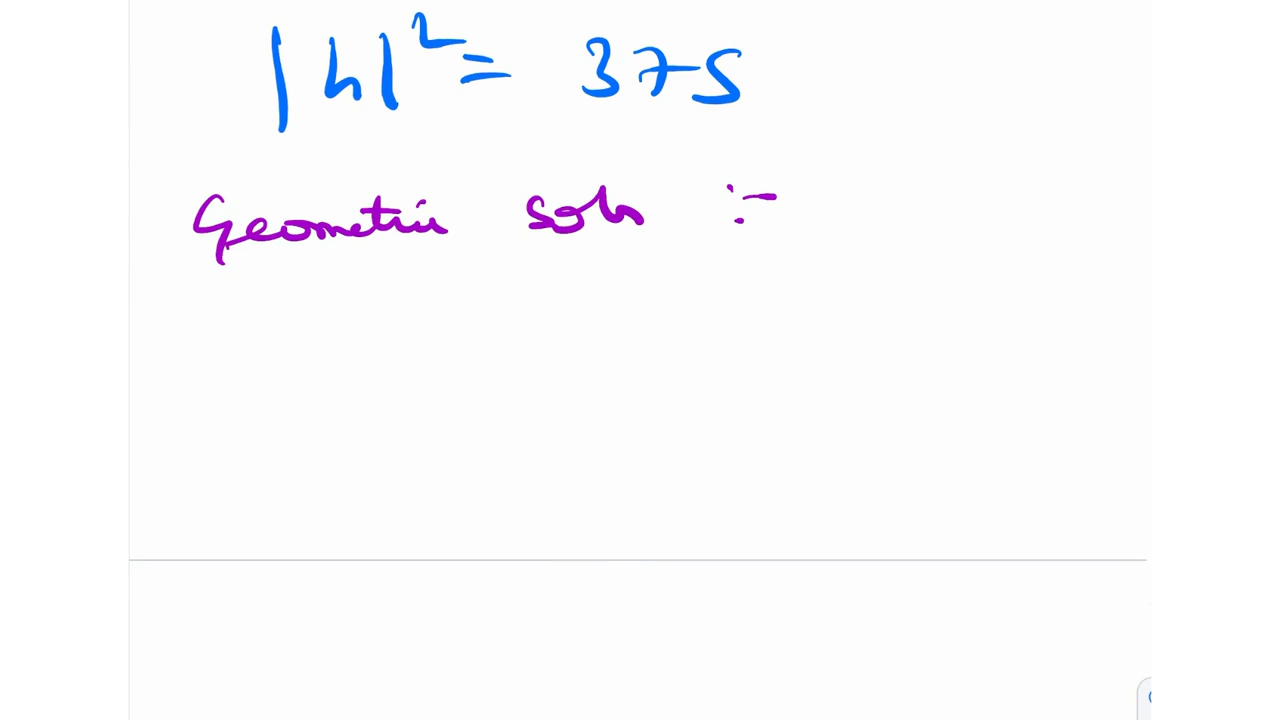 |h|² = 375
Geometric soln :-